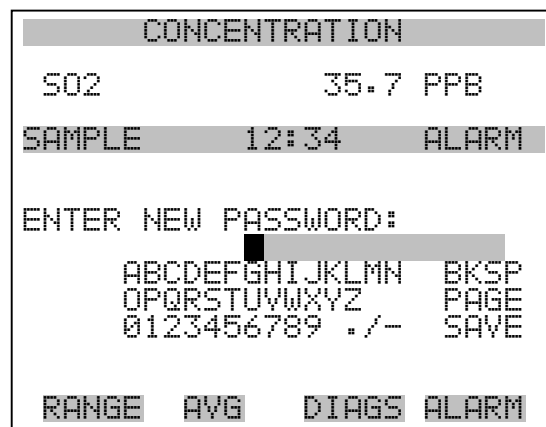 CONCENTRATION
SO2 35.7 PPB
SAMPLE 12:34 ALARM
ENTER NEW PASSWORD:
ABCDEFGHIJKLMN BKSP
OPQRSTUVWXYZ PAGE
0123456789 ./- SAVE
RANGE AVG DIAGS ALARM